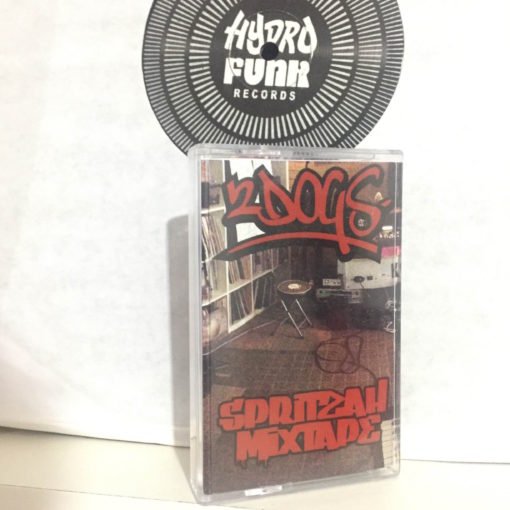 HYDRO
FUNK
RECORDS
2DOGS
SPRITZAH
MIXTAPE